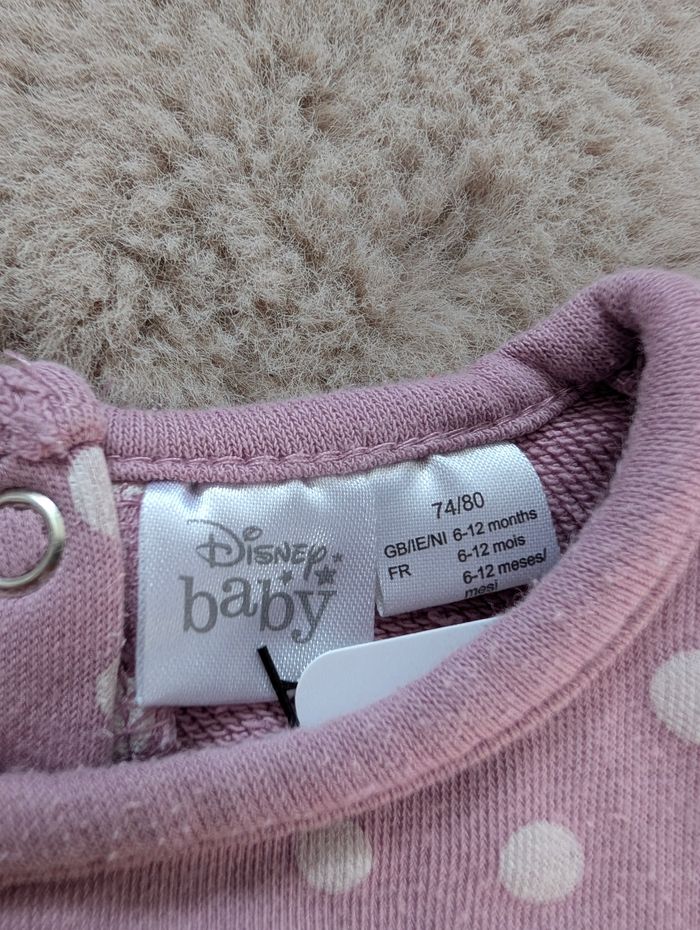 Disney
baby
74/80
GB/IE/NI 6-12 months
FR 6-12 mois
6-12 meses/
mesi